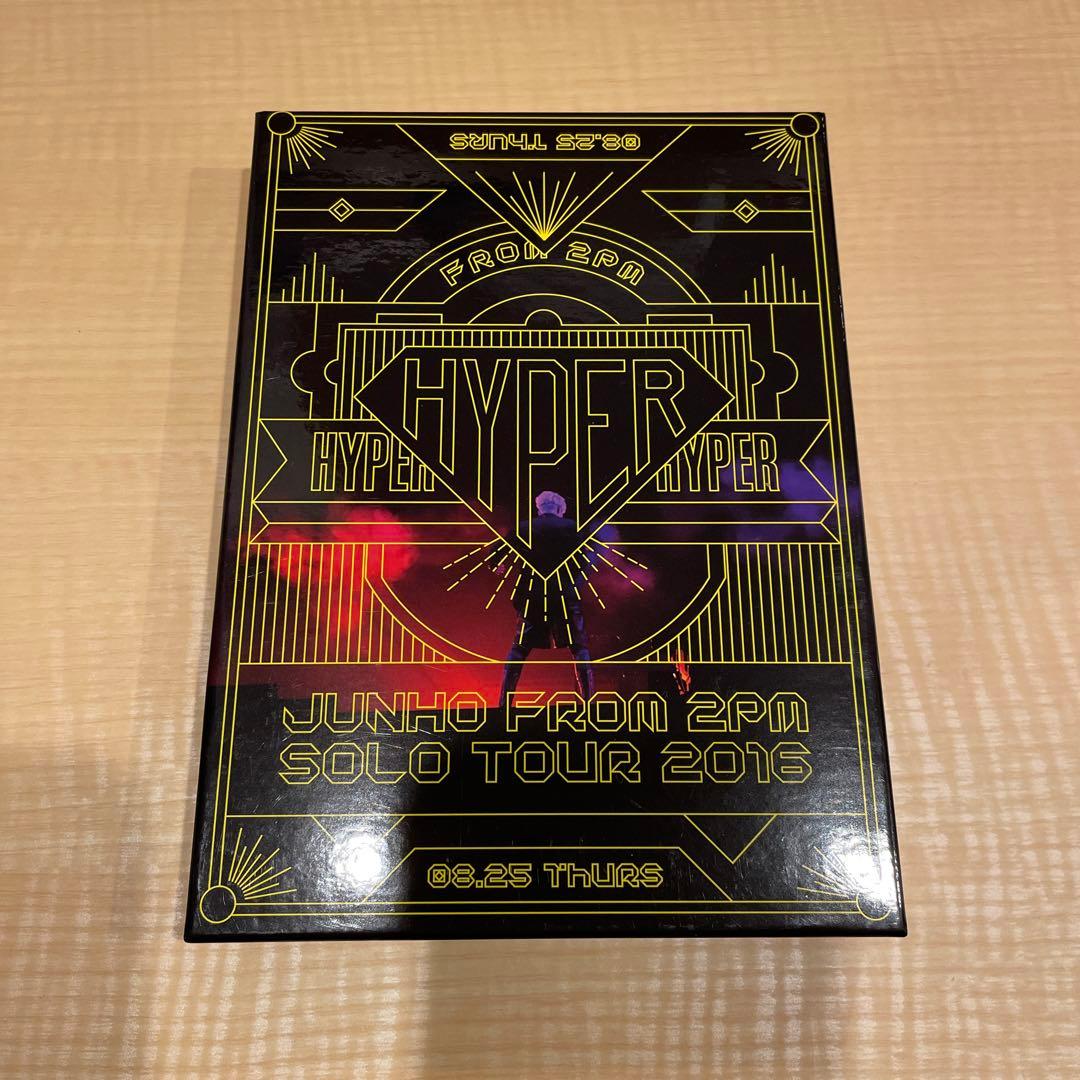 08.25 THURS
FROM 2PM
HYPER
HYPER
HYPER
JUNHO FROM 2PM
SOLO TOUR 2016
08.25 THURS